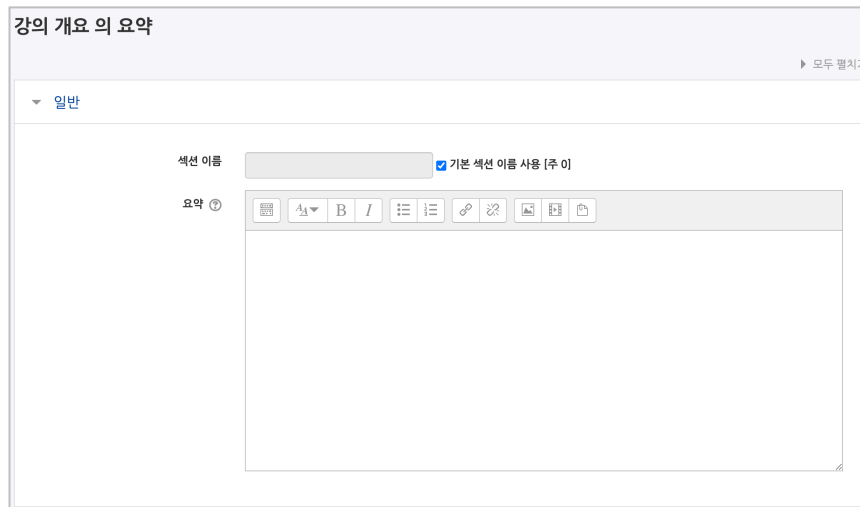 강의 개요 의 요약
모두 펼치
일반
섹션 이름
기본 섹션 이름 사용 [주 0]
요약
B I